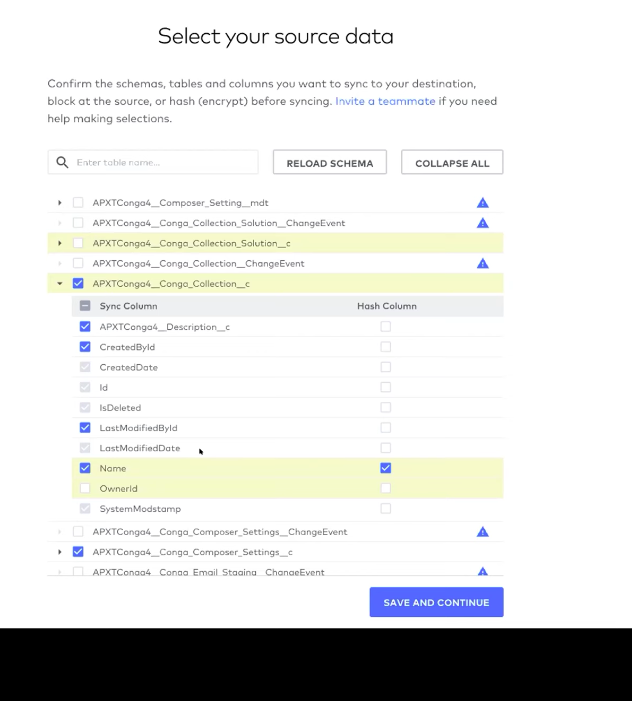 Select your source data
Confirm the schemas, tables and columns you want to sync to your destination,
block at the source, or hash (encrypt) before syncing. Invite a teammate if you need
help making selections.
Enter table name...
RELOAD SCHEMA
COLLAPSE ALL
APXTConga4__Composer_Setting__mdt
APXTConga4__Conga_Collection_Solution__ChangeEvent
APXTConga4__Conga_Collection_Solution__c
APXTConga4__Conga_Collection__ChangeEvent
APXTConga4__Conga_Collection__c
Sync Column Hash Column
APXTConga4__Description__c
CreatedById
CreatedDate
Id
IsDeleted
LastModifiedById
LastModifiedDate
Name
OwnerId
SystemModstamp
APXTConga4__Conga_Composer_Settings__ChangeEvent
APXTConga4__Conga_Composer_Settings__c
APXTConga4__Conga_Email_Staging__ChangeEvent
SAVE AND CONTINUE